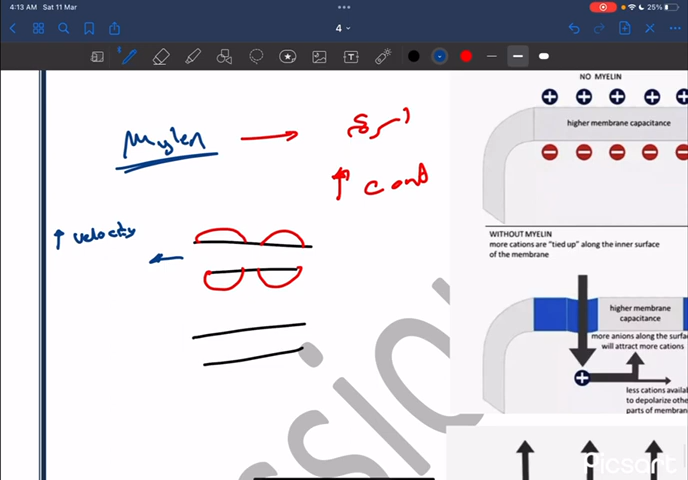 4:13 AM Sat 11 Mar
25%
4
Mylen
↑ cond
↑ velocity
NO MYELIN
higher membrane capacitance
WITHOUT MYELIN
more cations are "tied up" along the inner surface
of the membrane
higher membrane
capacitance
more anions along the surfa
will attract more cations
less cations availa
to depolarize othe
parts of membran
Picsart